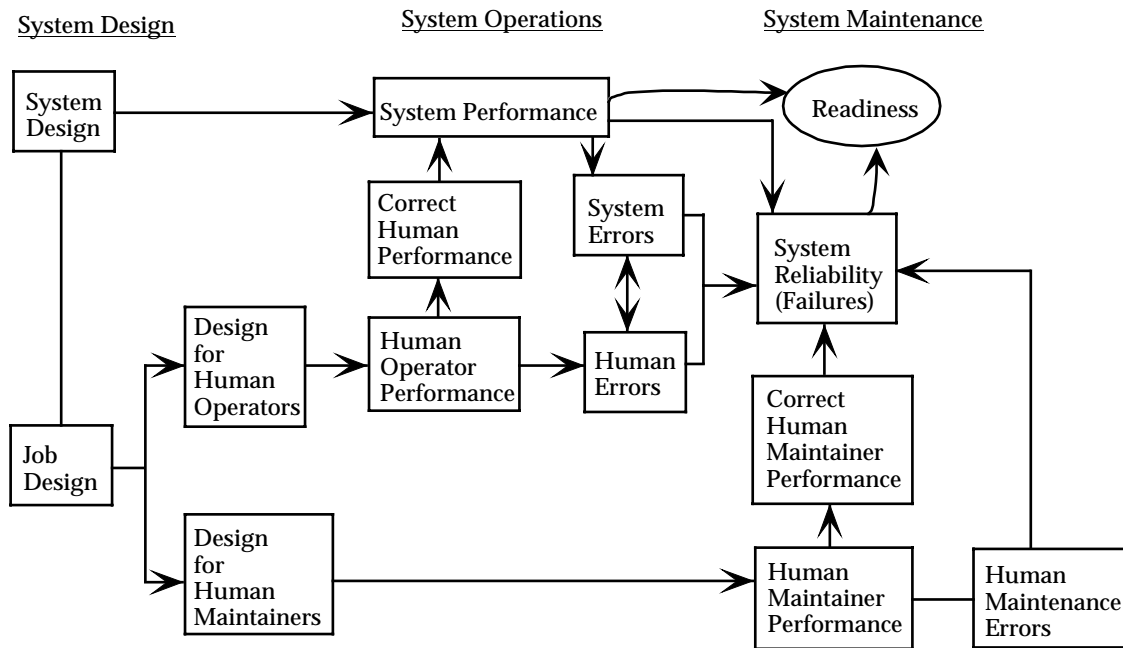 System Design
System Operations
System Maintenance
System
Design
System Performance
Readiness
Correct
Human
Performance
System
Errors
System
Reliability
(Failures)
Design
for
Human
Operators
Human
Operator
Performance
Human
Errors
Correct
Human
Maintainer
Performance
Job
Design
Design
for
Human
Maintainers
Human
Maintainer
Performance
Human
Maintenance
Errors